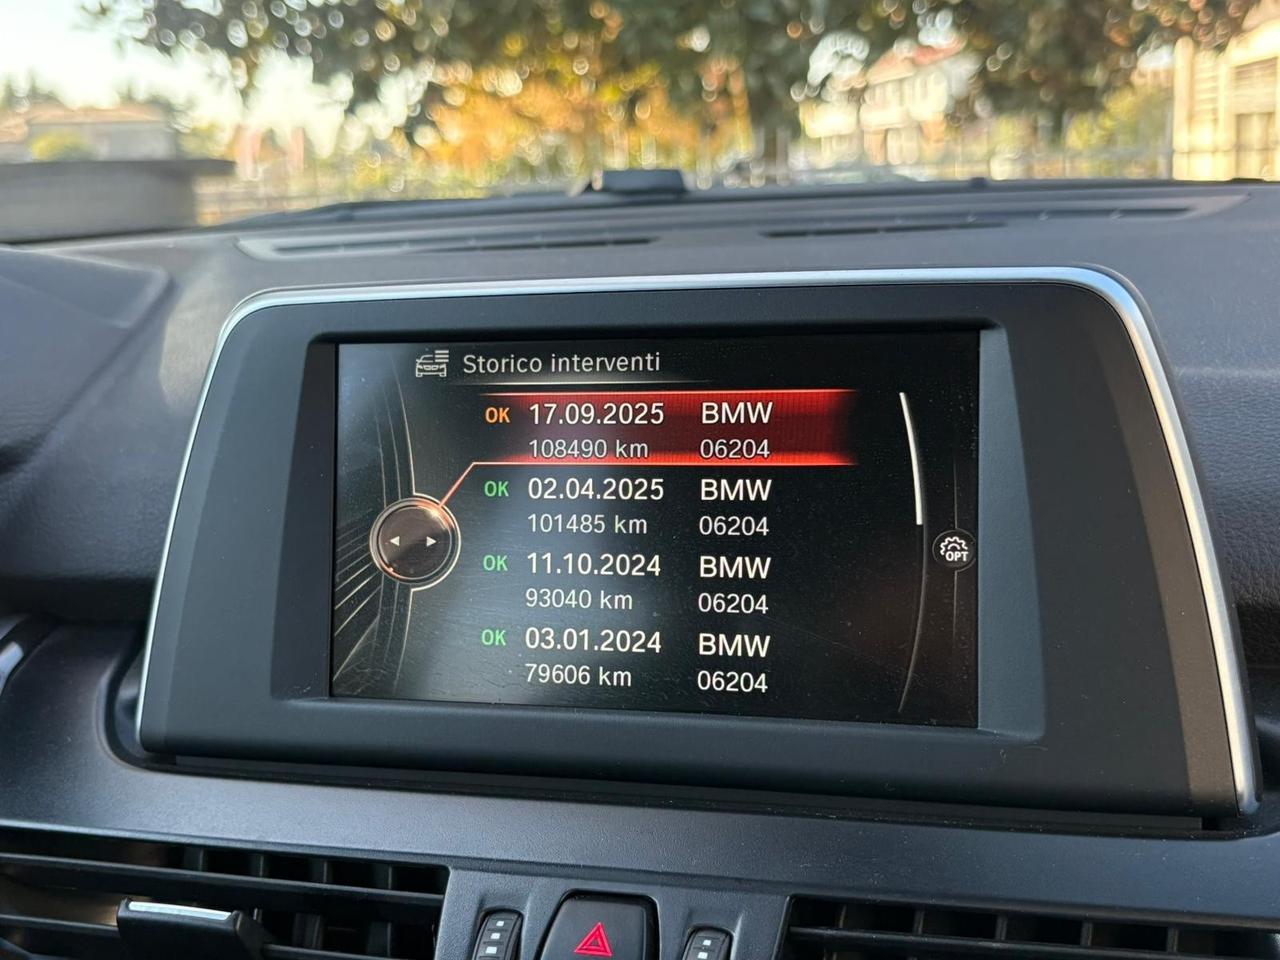 Storico interventi
OK 17.09.2025 BMW
108490 km 06204
OK 02.04.2025 BMW
101485 km 06204
OK 11.10.2024 BMW
93040 km 06204
OK 03.01.2024 BMW
79606 km 06204
OPT